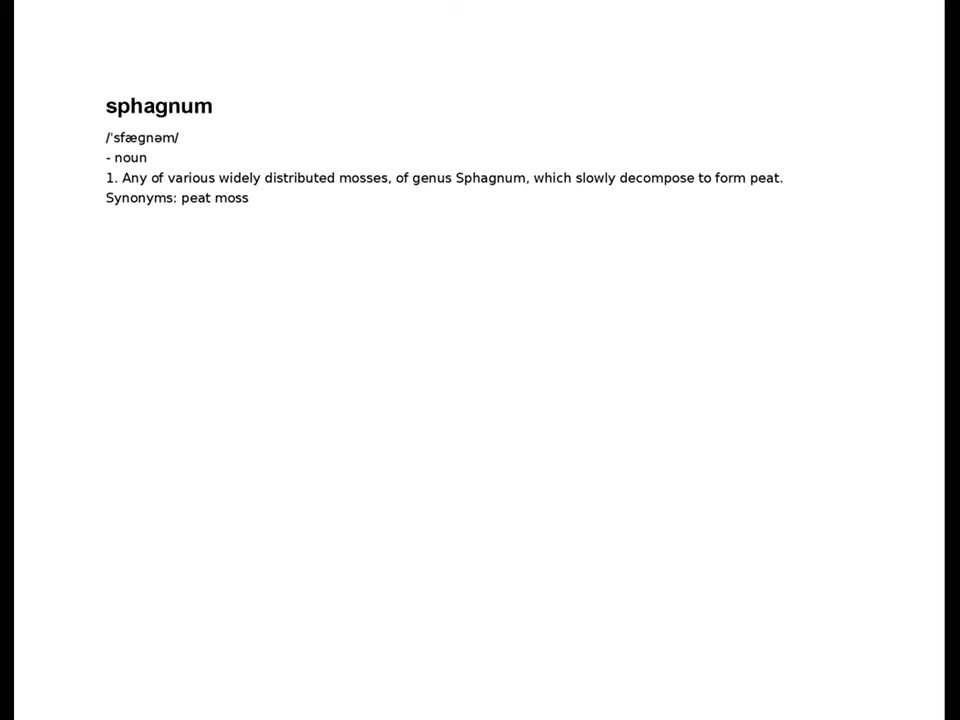 sphagnum
/ˈsfægnəm/
- noun
1. Any of various widely distributed mosses, of genus Sphagnum, which slowly decompose to form peat.
Synonyms: peat moss